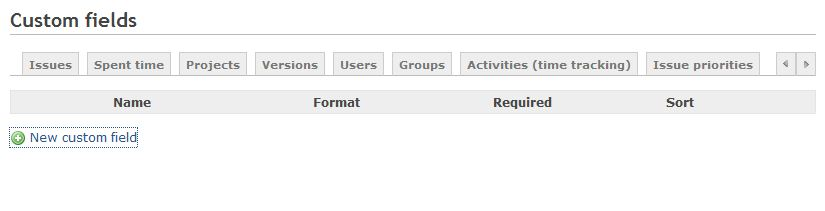 Custom fields
Issues Spent time Projects Versions Users Groups Activities (time tracking) Issue priorities
Name Format Required Sort
New custom field